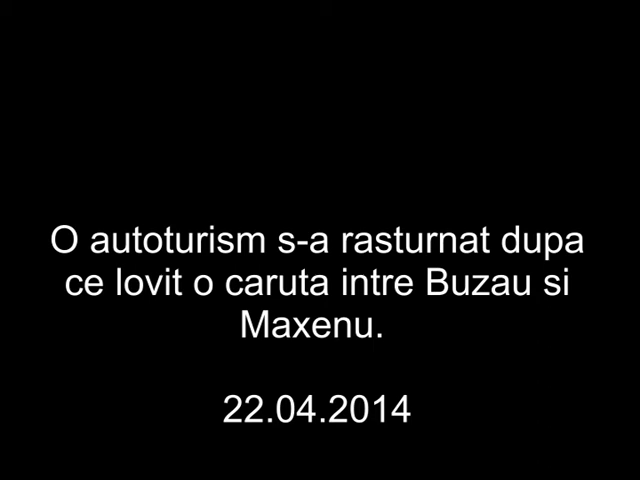 O autoturism s-a rasturnat dupa
ce lovit o caruta intre Buzau si
Maxenu.
22.04.2014